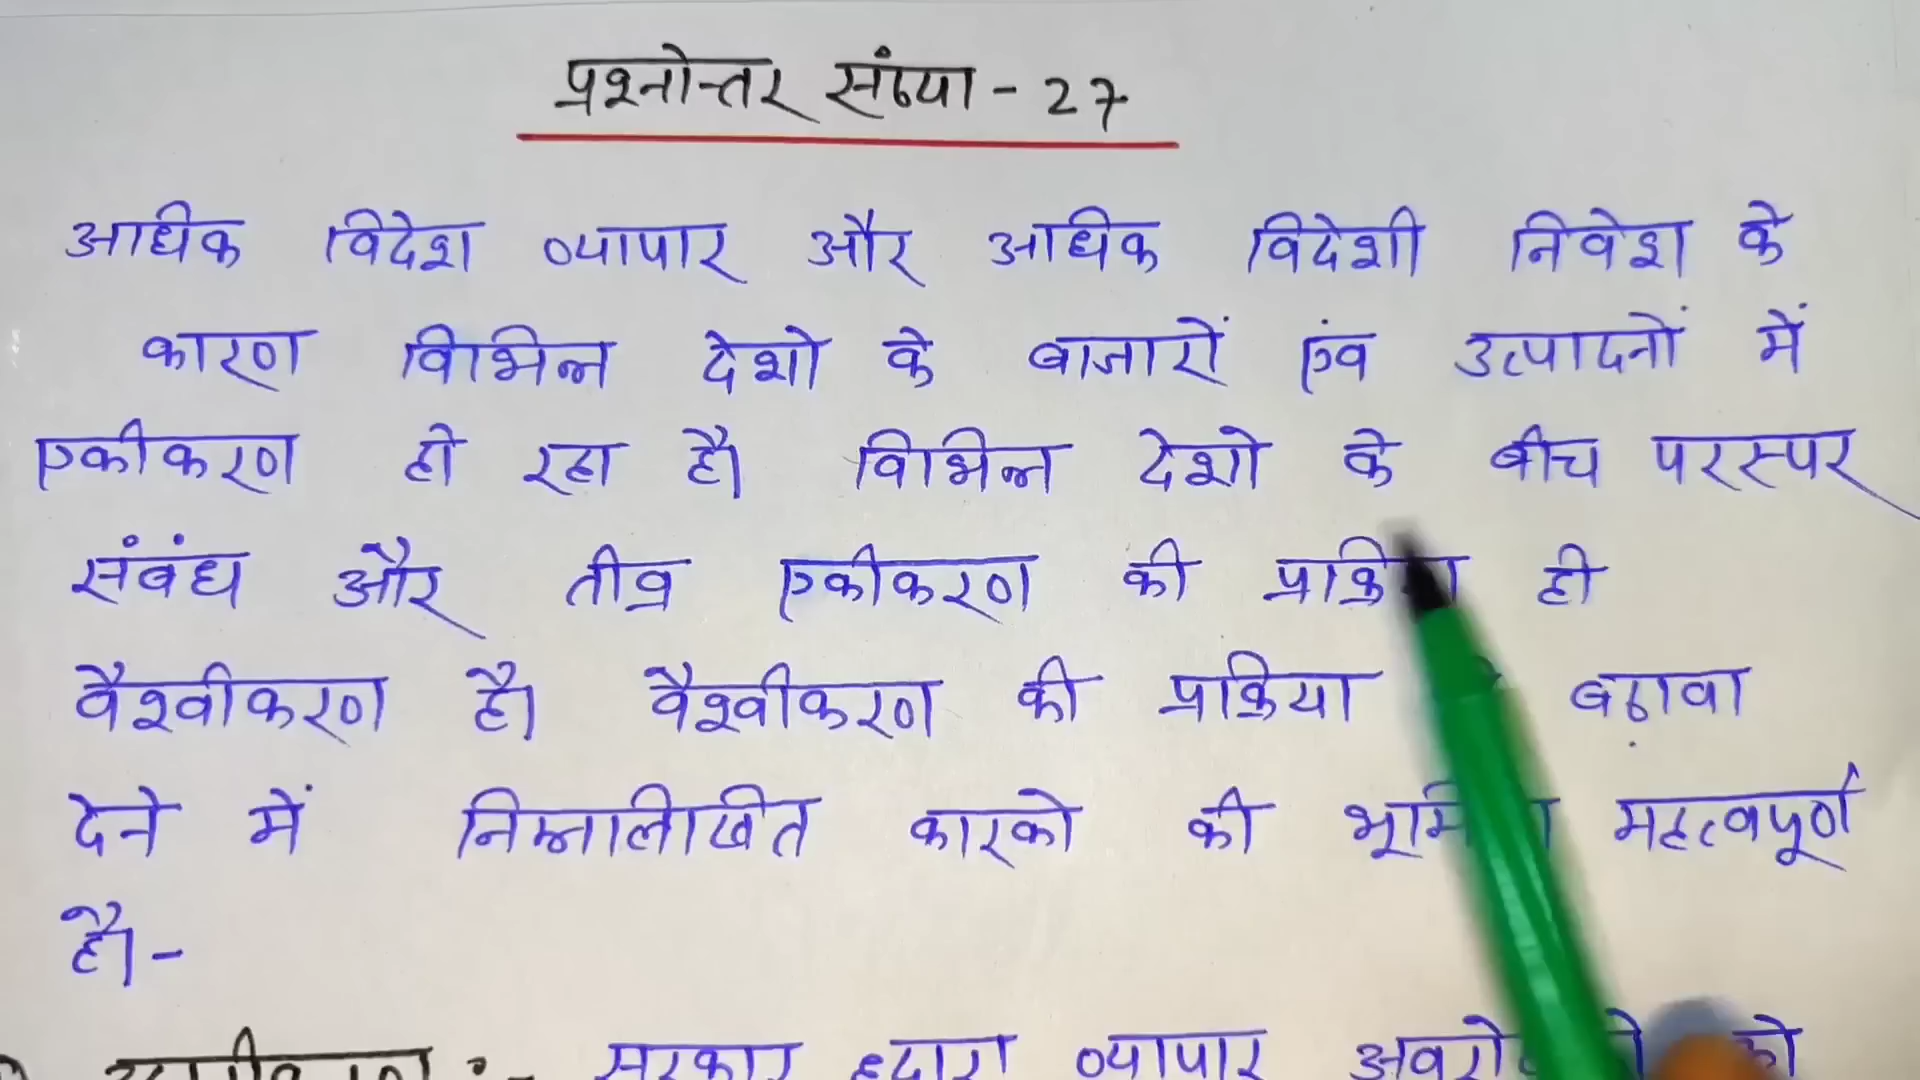 प्रश्नोत्तर संख्या - 27
अधिक विदेश व्यापार और अधिक विदेशी निवेश के
कारण विभिन्न देशो के बाजारों एंव उत्पादनों में
एकीकरण हो रहा है। विभिन्न देशो के बीच परस्पर
संबंध और तीव्र एकीकरण की प्रक्रिया ही
वैश्वीकरण है। वैश्वीकरण की प्रक्रिया बढ़ावा
देने में निम्नलिखित कारको की महत्वपूर्ण
है।-
सरकार द्वारा व्यापार को